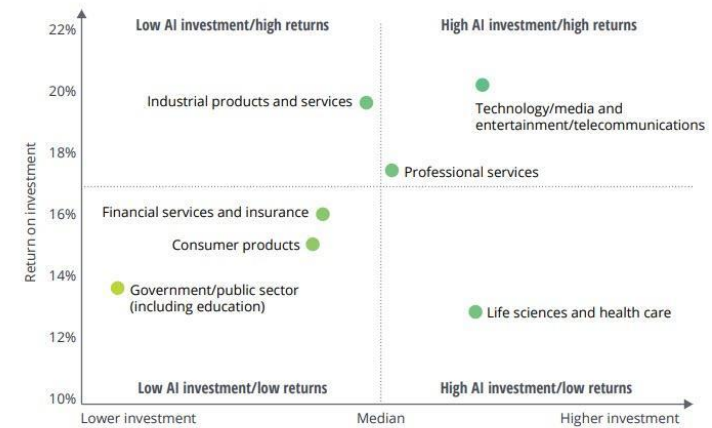 Low AI investment/high returns
High AI investment/high returns
22%
20%
18%
16%
14%
12%
10%
Return on investment
Industrial products and services
Technology/media and
entertainment/telecommunications
Professional services
Financial services and insurance
Consumer products
Government/public sector
(including education)
Life sciences and health care
Low AI investment/low returns
High AI investment/low returns
Lower investment
Median
Higher investment